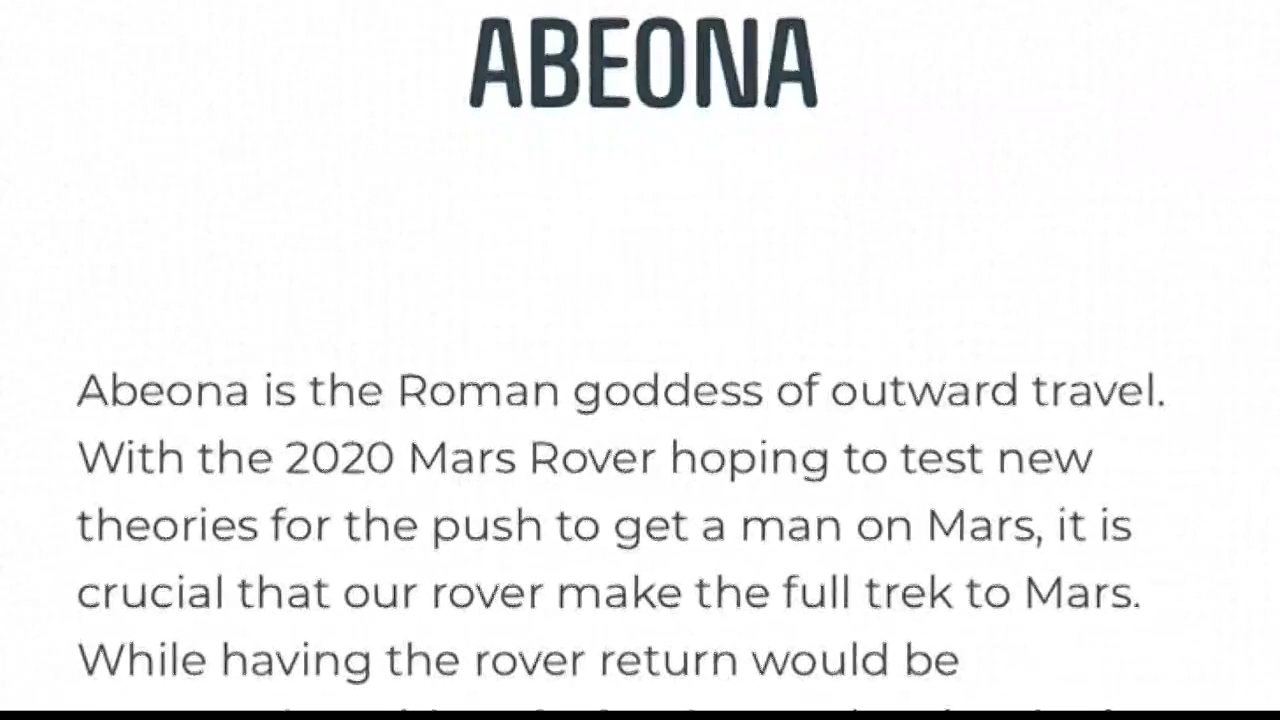 ABEONA
Abeona is the Roman goddess of outward travel.
With the 2020 Mars Rover hoping to test new
theories for the push to get a man on Mars, it is
crucial that our rover make the full trek to Mars.
While having the rover return would be